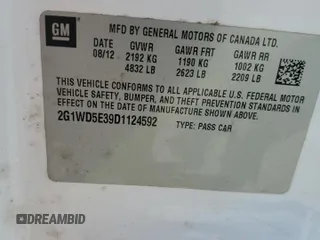 GM
MFD BY GENERAL MOTORS OF CANADA LTD.
DATE GVWR GAWR FRT GAWR RR
08/12 2192 KG 1190 KG 1002 KG
4832 LB 2623 LB 2209 LB
THIS VEHICLE CONFORMS TO ALL APPLICABLE U.S. FEDERAL MOTOR
VEHICLE SAFETY, BUMPER, AND THEFT PREVENTION STANDARDS
IN EFFECT ON THE DATE OF MANUFACTURE SHOWN ABOVE.
2G1WD5E39D1124592 TYPE: PASS CAR
DREAMBID